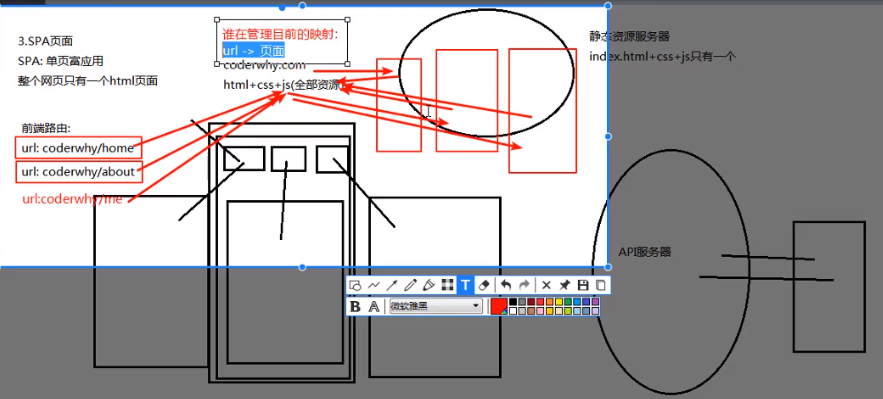 3.SPA页面
SPA: 单页富应用
整个网页只有一个html页面
谁在管理目前的映射:
url -> 页面
coderwhy.com
html+css+js(全部资源)
静态资源服务器
index.html+css+js只有一个
前端路由:
url: coderwhy/home
url: coderwhy/about
url:coderwhy/me
API服务器
T
B A 微软雅黑